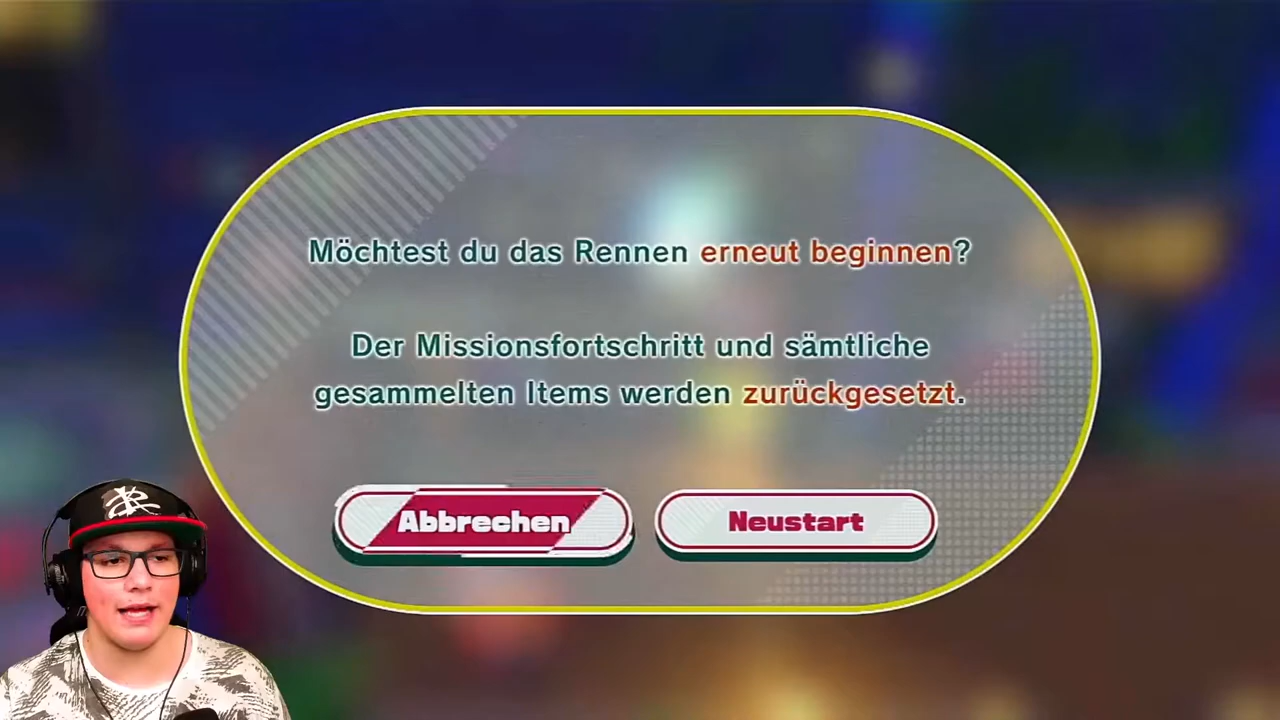 Möchtest du das Rennen erneut beginnen?
Der Missionsfortschritt und sämtliche
gesammelten Items werden zurückgesetzt.
Abbrechen
Neustart